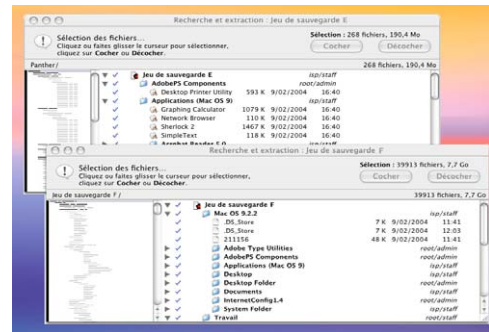 Recherche et extraction : Jeu de sauvegarde E
Sélection des fichiers...
Cliquez ou faites glisser le curseur pour sélectionner,
cliquez sur Cocher ou Décocher.
Sélection : 268 fichiers, 190,4 Mo
Cocher Décocher
Panther/ 268 fichiers, 190,4 Mo
Jeu de sauvegarde E isp/staff
AdobePS Components root/admin
Desktop Printer Utility 593 K 9/02/2004 16:40
Applications (Mac OS 9) isp/staff
Graphing Calculator 1079 K 9/02/2004 16:40
Network Browser 110 K 9/02/2004 16:40
Sherlock 2 1467 K 9/02/2004 16:40
SimpleText 118 K 9/02/2004 16:40
Acrobat Reader 5.0
Recherche et extraction : Jeu de sauvegarde F
Sélection des fichiers...
Cliquez ou faites glisser le curseur pour sélectionner,
cliquez sur Cocher ou Décocher.
Sélection : 39913 fichiers, 7,7 Go
Cocher Décocher
Jeu de sauvegarde F / 39913 fichiers, 7,7 Go
Jeu de sauvegarde F
Mac OS 9.2.2 isp/staff
.DS_Store 7 K 9/02/2004 11:41
.DS_Store 7 K 9/02/2004 12:03
211156 48 K 9/02/2004 11:41
Adobe Type Utilities root/admin
AdobePS Components root/admin
Applications (Mac OS 9) isp/staff
Desktop isp/staff
Desktop Folder root/admin
Documents isp/staff
InternetConfig1.4 root/admin
System Folder isp/staff
Travail root/staff